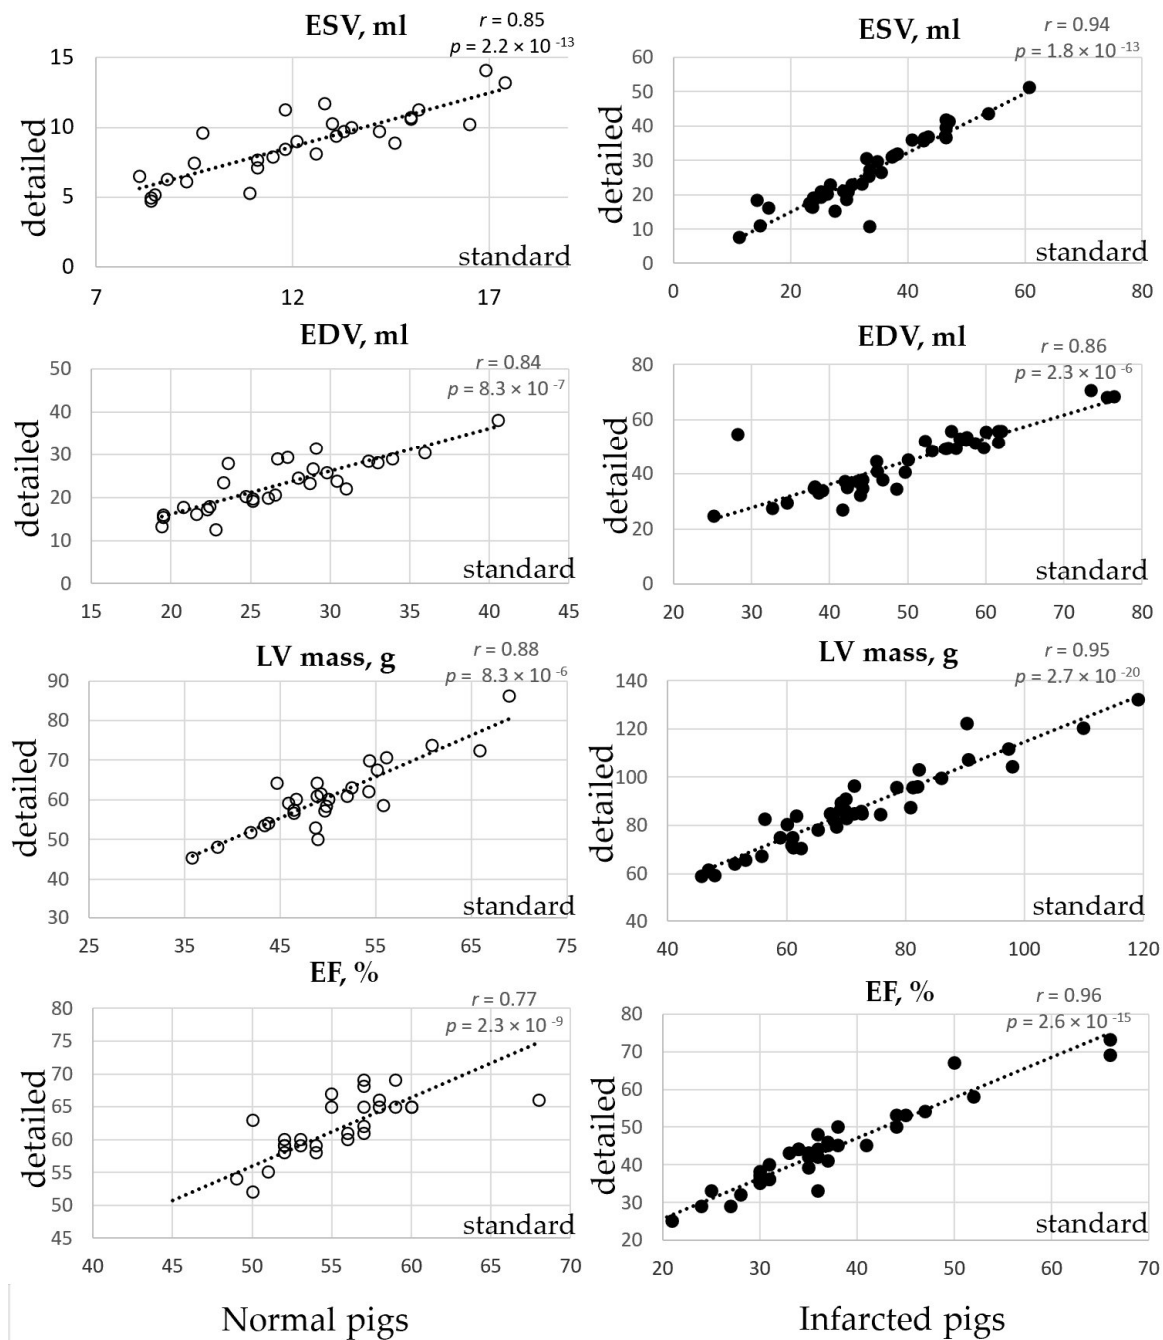 ESV, ml
r = 0.85
p = 2.2 × 10 -13
15
10
5
0
detailed
standard
7 12 17
ESV, ml
r = 0.94
p = 1.8 × 10 -13
60
50
40
30
20
10
0
detailed
standard
0 20 40 60 80
EDV, ml
r = 0.84
p = 8.3 × 10 -7
50
40
30
20
10
0
detailed
standard
15 20 25 30 35 40 45
EDV, ml
r = 0.86
p = 2.3 × 10 -6
80
60
40
20
0
detailed
standard
20 30 40 50 60 70 80
LV mass, g
r = 0.88
p = 8.3 × 10 -6
90
80
70
60
50
40
30
detailed
standard
25 35 45 55 65 75
LV mass, g
r = 0.95
p = 2.7 × 10 -20
140
120
100
80
60
40
detailed
standard
40 60 80 100 120
EF, %
r = 0.77
p = 2.3 × 10 -9
80
75
70
65
60
55
50
45
detailed
standard
40 45 50 55 60 65 70
EF, %
r = 0.96
p = 2.6 × 10 -15
80
70
60
50
40
30
20
detailed
standard
20 30 40 50 60 70
Normal pigs
Infarcted pigs